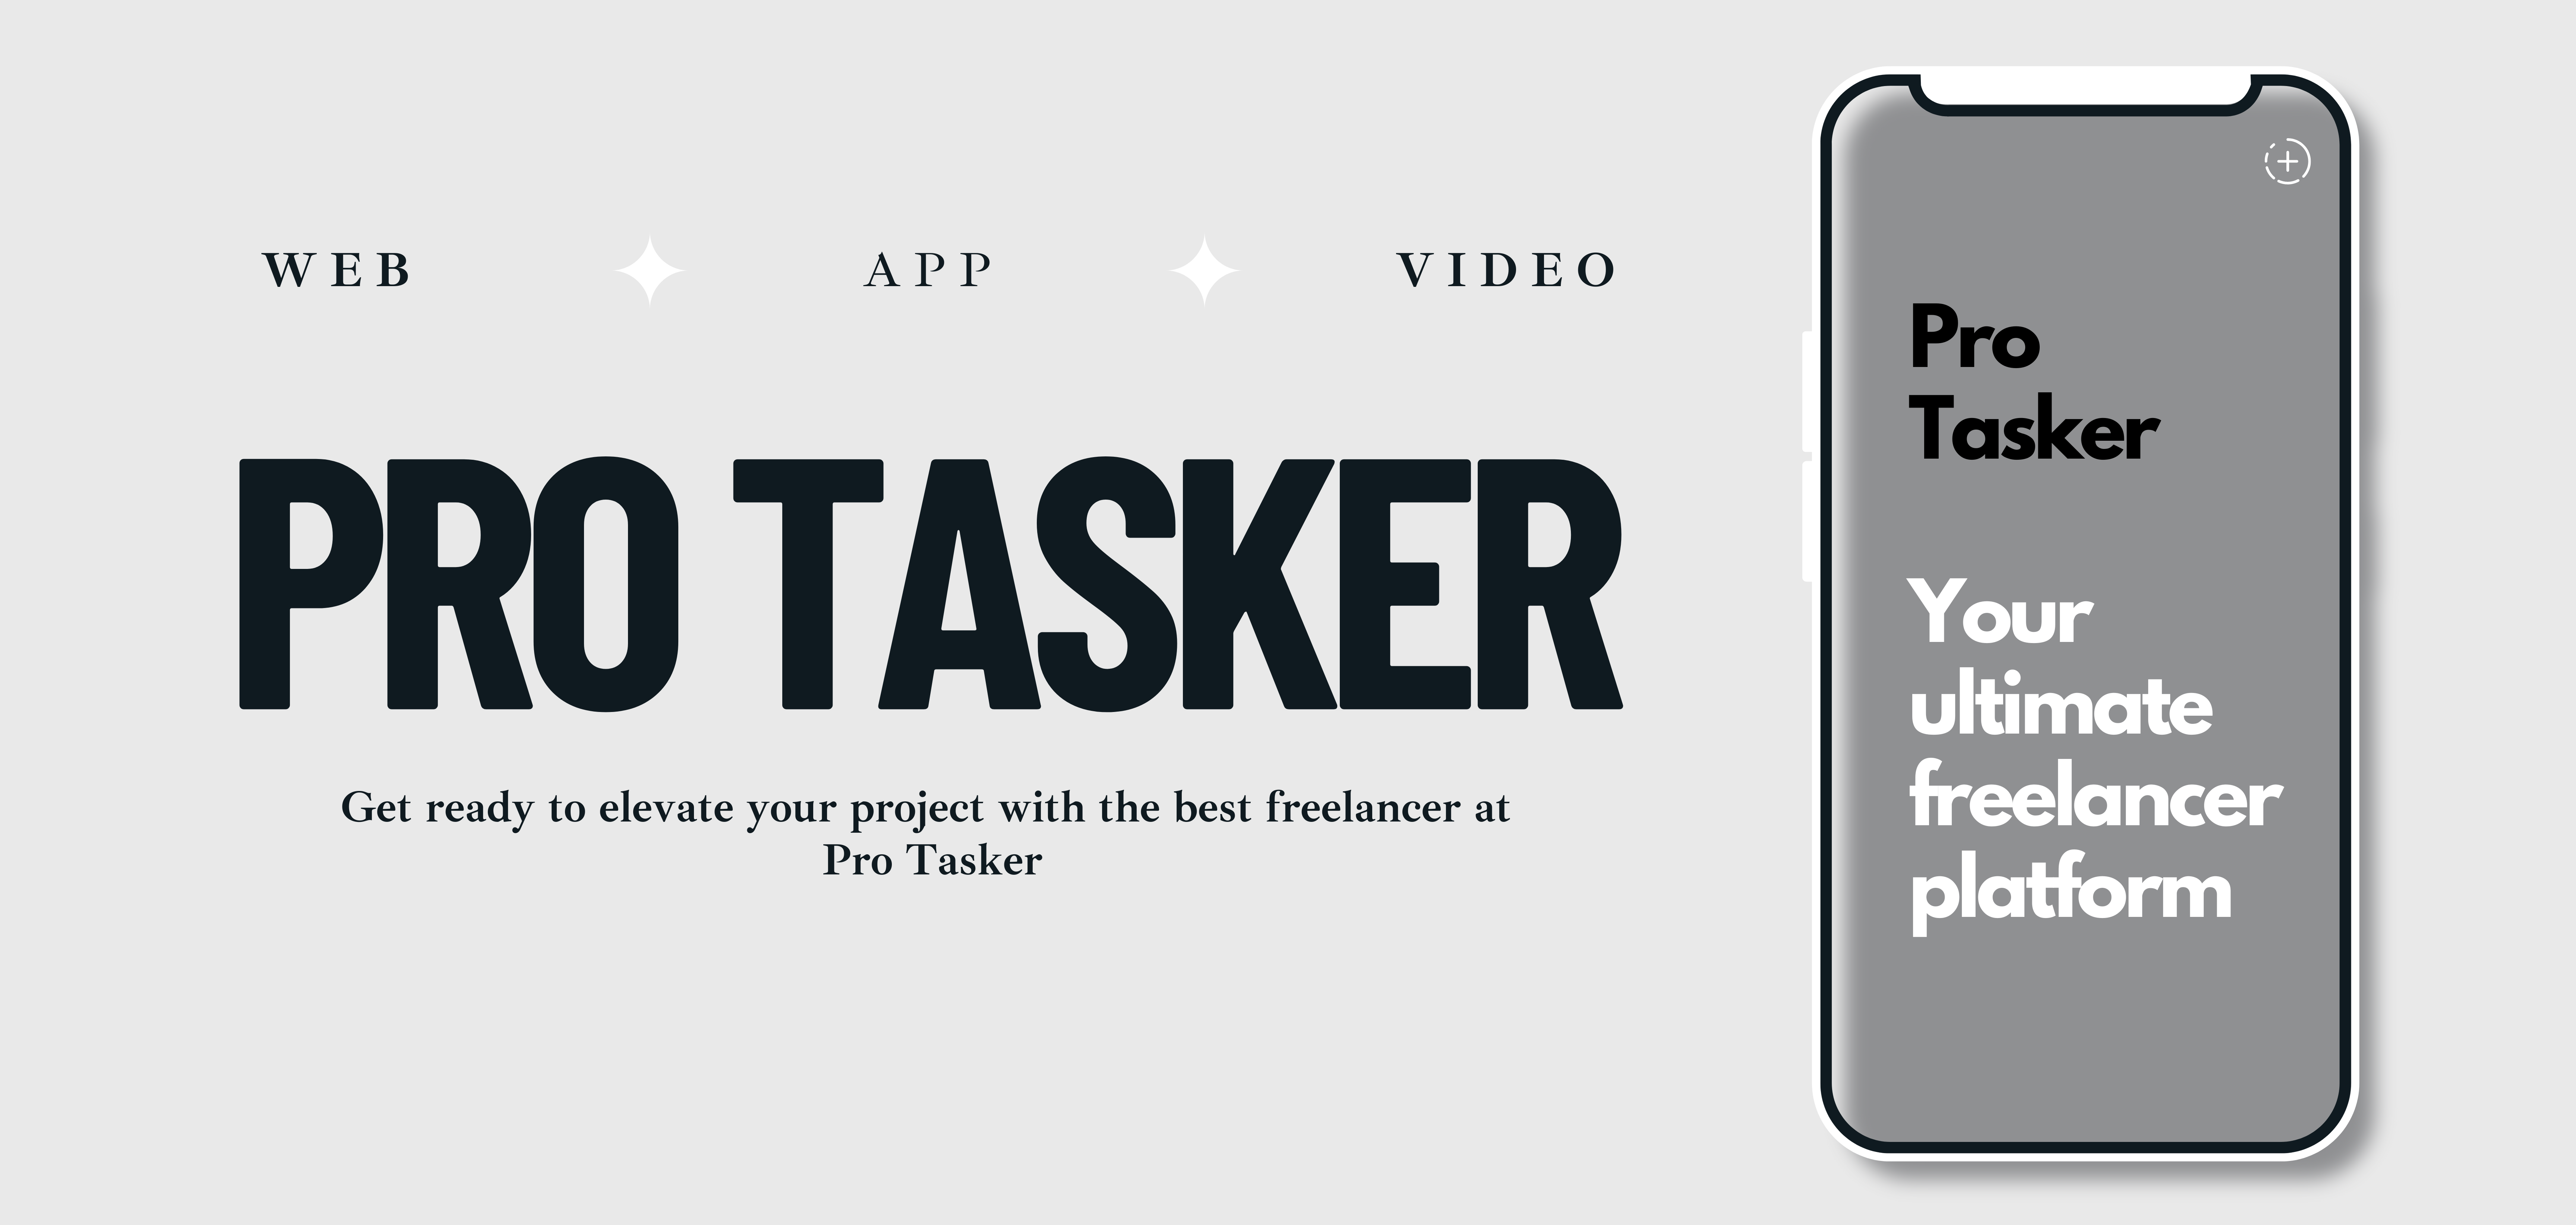 WEB APP VIDEO
PRO TASKER
Get ready to elevate your project with the best freelancer at
Pro Tasker
Pro
Tasker
Your
ultimate
freelancer
platform